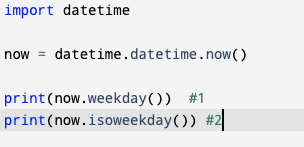 import datetime
now = datetime.datetime.now()
print(now.weekday())  #1
print(now.isoweekday()) #2